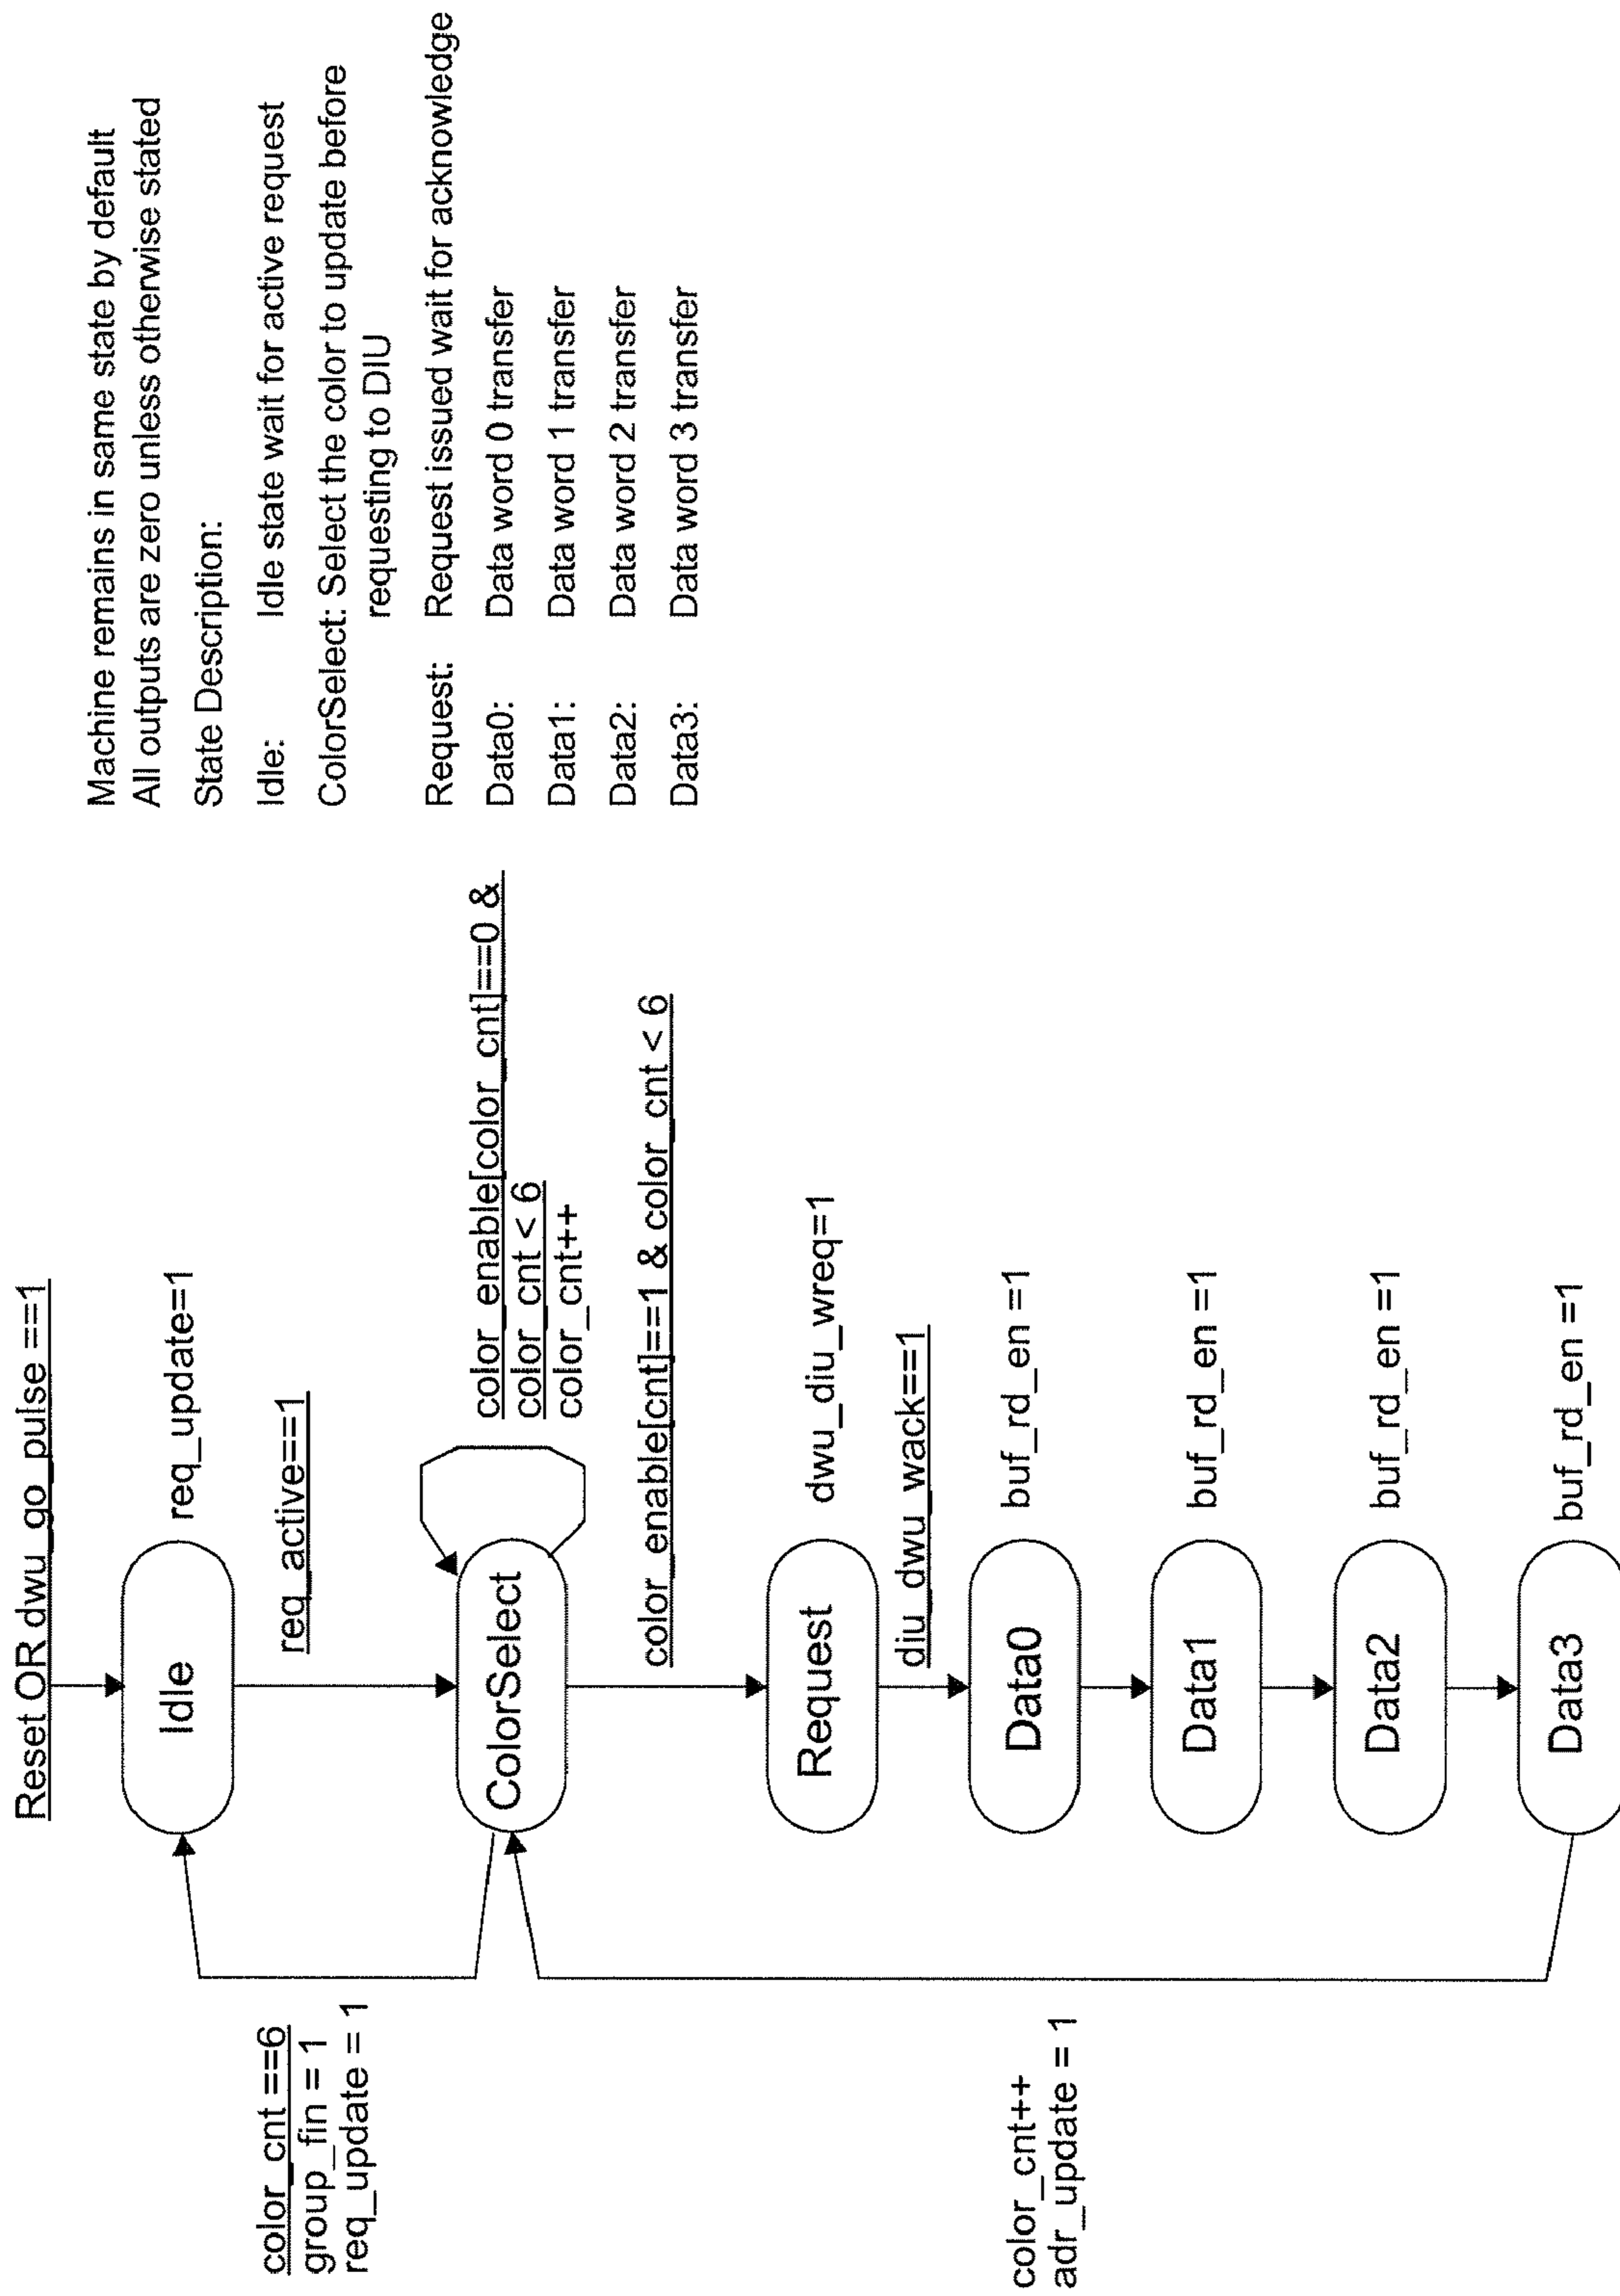 Reset OR dwu_go_pulse ==1
Idle
req_update=1
req_active==1
color_cnt ==6
group_fin = 1
req_update = 1
ColorSelect
color_enable[color_cnt]==0 &
color_cnt < 6
color_cnt++
color_enable[cnt]==1 & color_cnt < 6
Request
dwu_diu_wreq=1
diu_dwu_wack==1
Data0
buf_rd_en =1
Data1
buf_rd_en =1
Data2
buf_rd_en =1
Data3
buf_rd_en =1
color_cnt++
adr_update = 1
Machine remains in same state by default
All outputs are zero unless otherwise stated
State Description:
Idle: Idle state wait for active request
ColorSelect: Select the color to update before
requesting to DIU
Request: Request issued wait for acknowledge
Data0: Data word 0 transfer
Data1: Data word 1 transfer
Data2: Data word 2 transfer
Data3: Data word 3 transfer